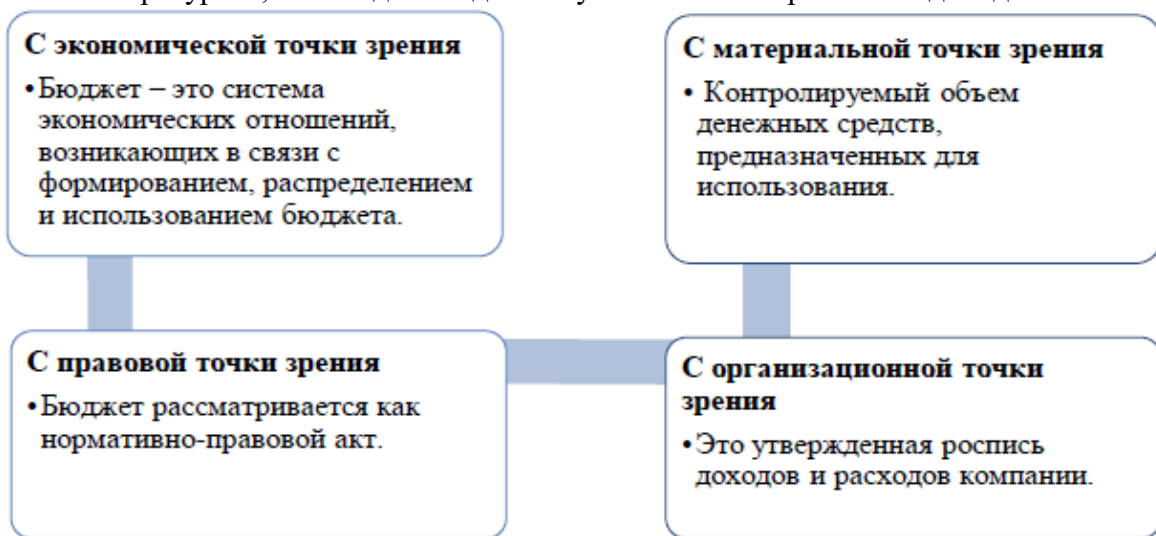 С экономической точки зрения
•Бюджет – это система
экономических отношений,
возникающих в связи с
формированием, распределением
и использованием бюджета.
С материальной точки зрения
• Контролируемый объем
денежных средств,
предназначенных для
использования.
С правовой точки зрения
•Бюджет рассматривается как
нормативно-правовой акт.
С организационной точки
зрения
•Это утвержденная роспись
доходов и расходов компании.